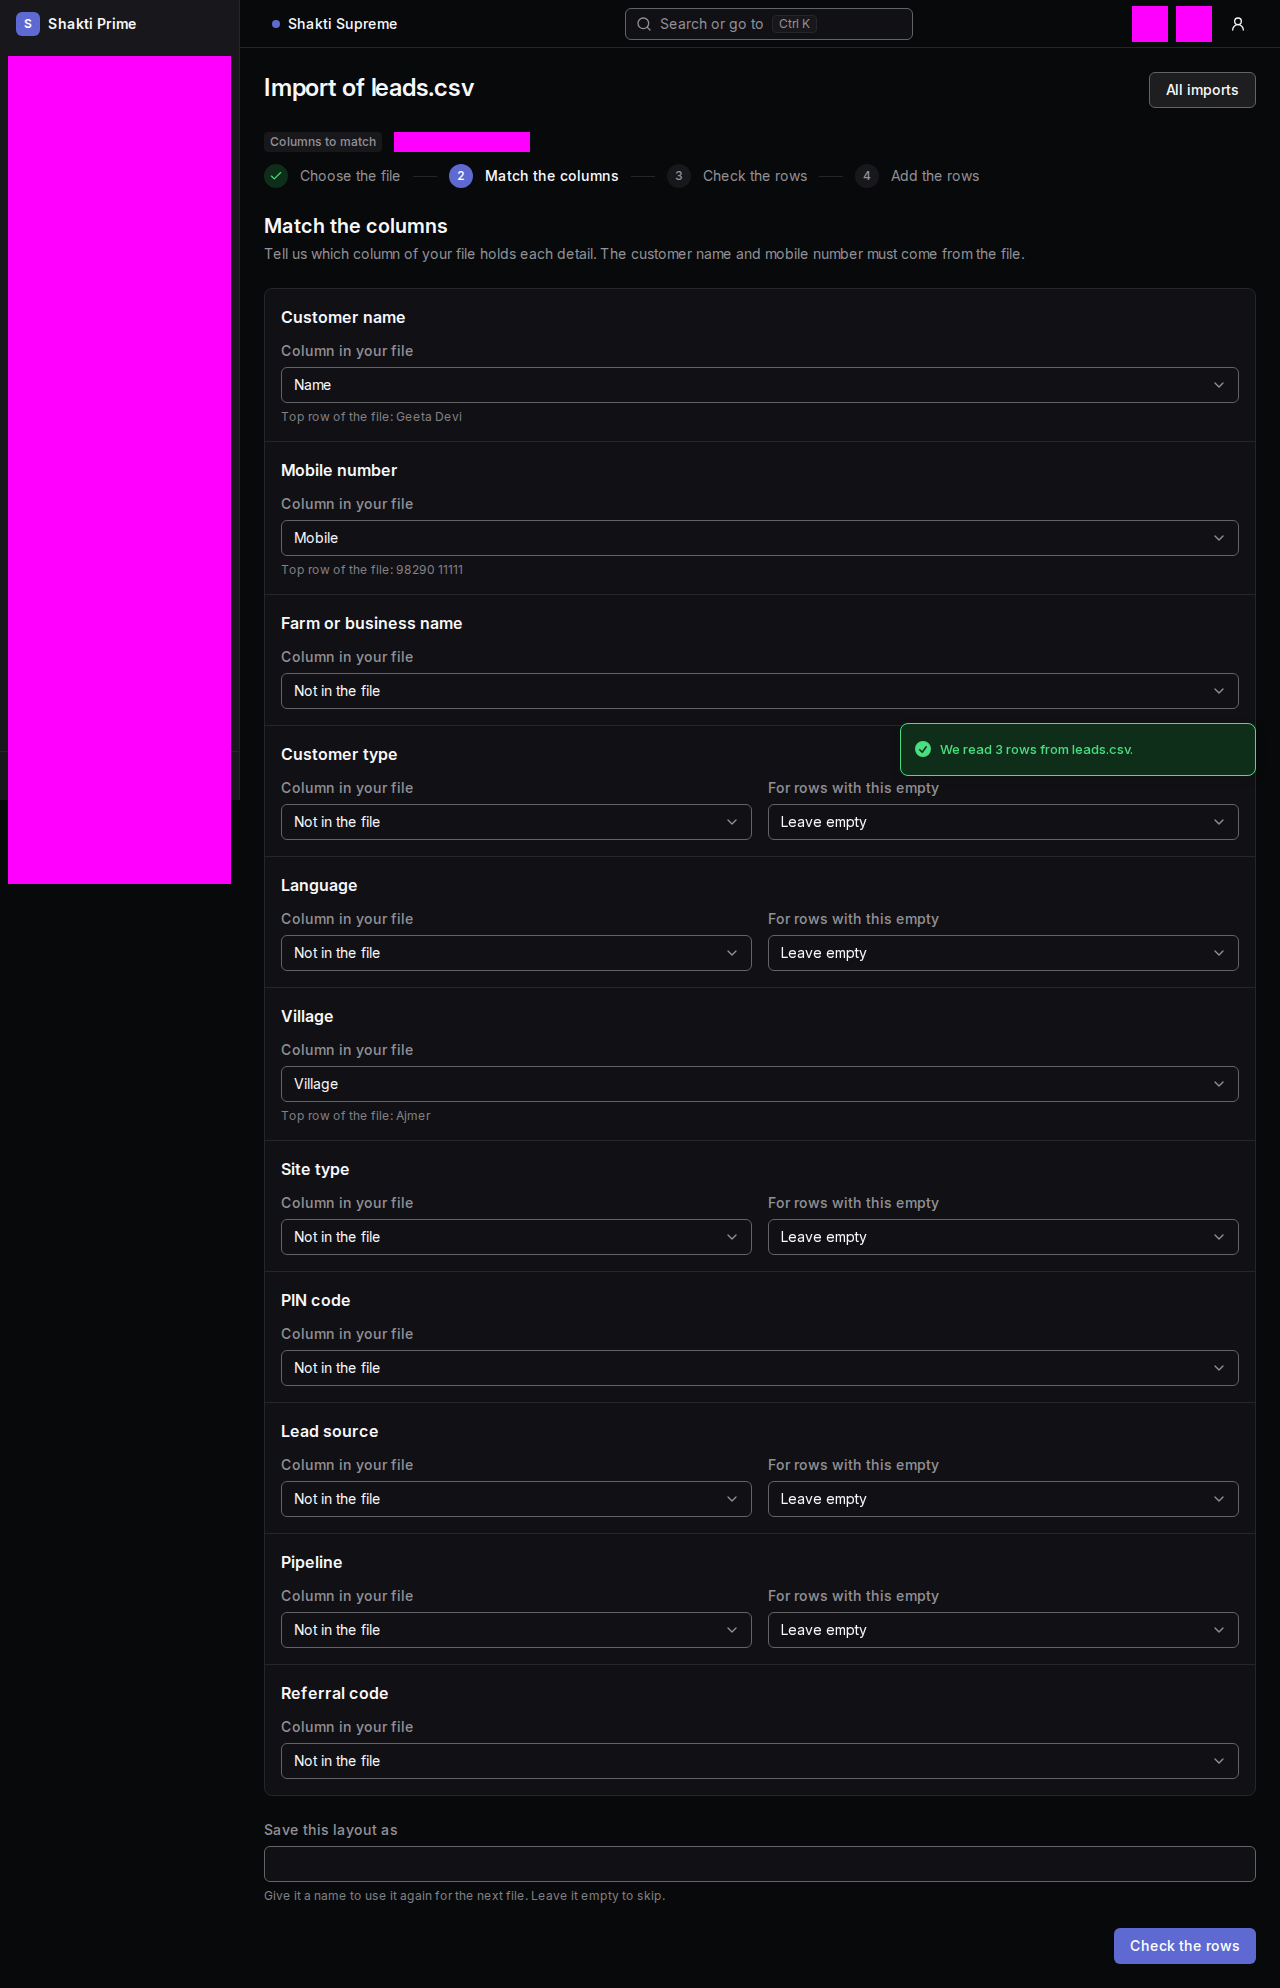 S Shakti Prime
Shakti Supreme
Search or go to Ctrl K
Import of leads.csv
All imports
Columns to match
Choose the file
2 Match the columns
3 Check the rows
4 Add the rows
Match the columns
Tell us which column of your file holds each detail. The customer name and mobile number must come from the file.
Customer name
Column in your file
Name
Top row of the file: Geeta Devi
Mobile number
Column in your file
Mobile
Top row of the file: 98290 11111
Farm or business name
Column in your file
Not in the file
We read 3 rows from leads.csv.
Customer type
Column in your file
For rows with this empty
Not in the file
Leave empty
Language
Column in your file
For rows with this empty
Not in the file
Leave empty
Village
Column in your file
Village
Top row of the file: Ajmer
Site type
Column in your file
For rows with this empty
Not in the file
Leave empty
PIN code
Column in your file
Not in the file
Lead source
Column in your file
For rows with this empty
Not in the file
Leave empty
Pipeline
Column in your file
For rows with this empty
Not in the file
Leave empty
Referral code
Column in your file
Not in the file
Save this layout as
Give it a name to use it again for the next file. Leave it empty to skip.
Check the rows